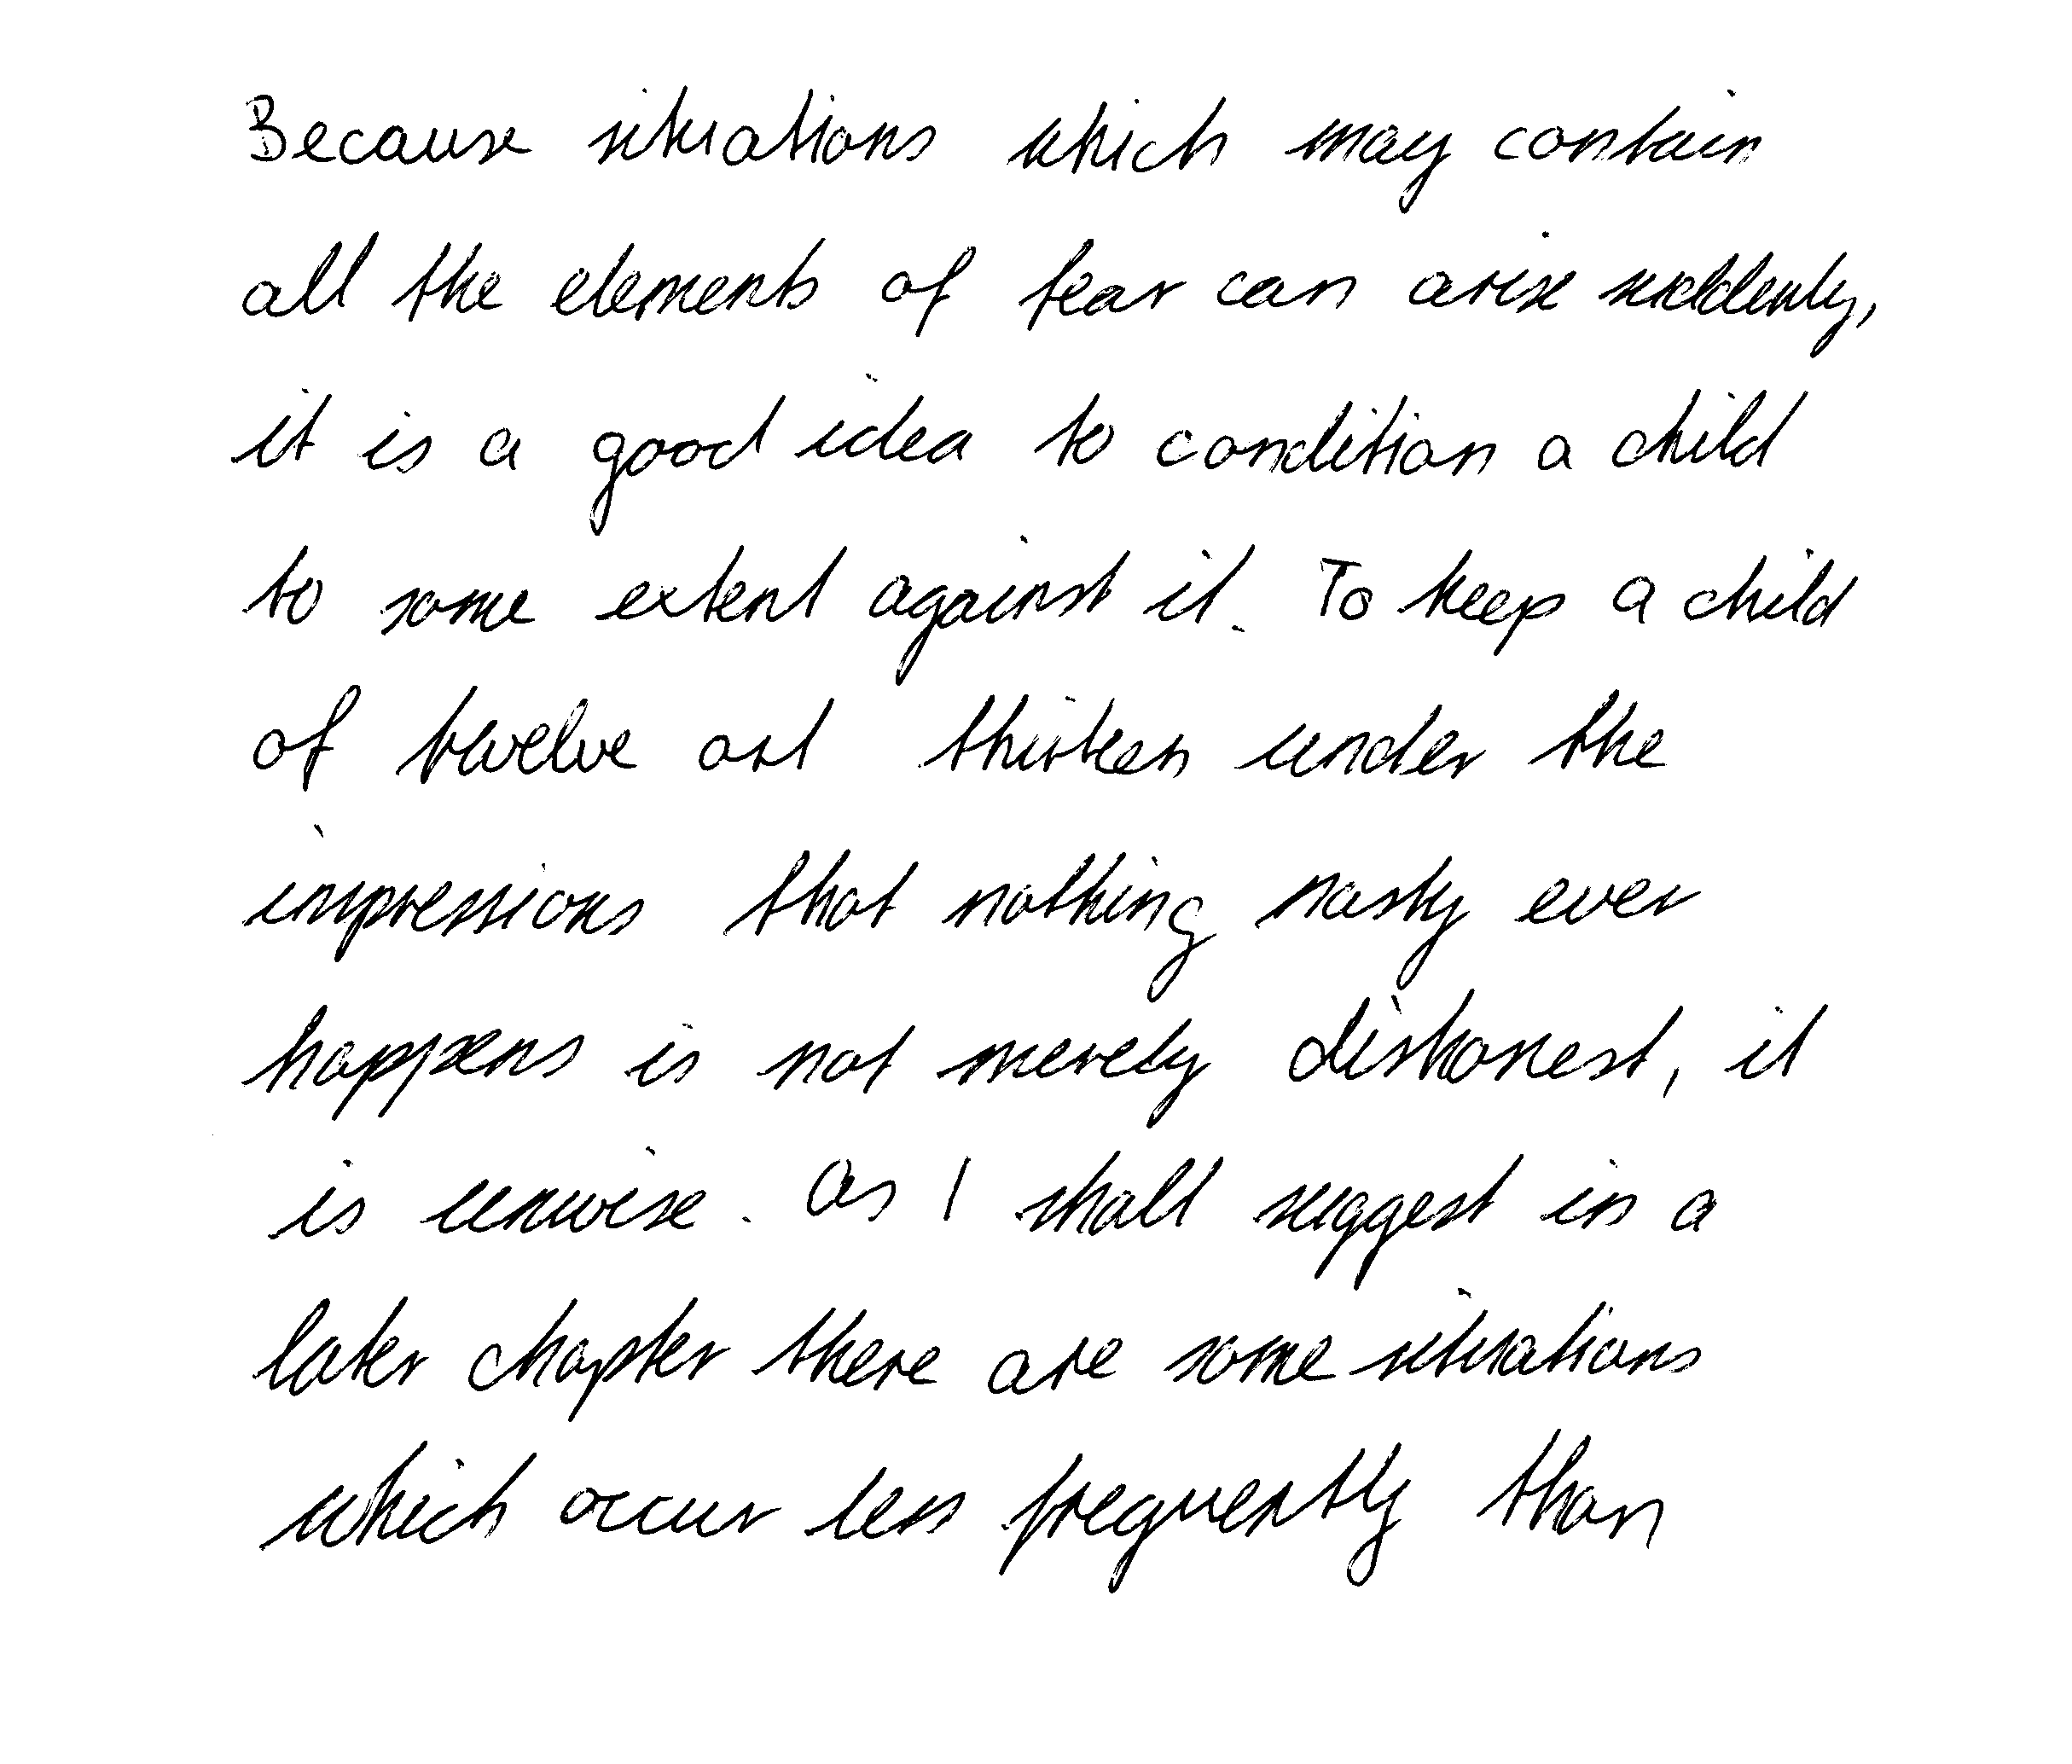 Because situations which may contain
all the elements of fear can arise suddenly,
it is a good idea to condition a child
to some extent against it. To keep a child
of twelve or thirteen under the
impressions that nothing nasty ever
happens is not merely dishonest, it
is unwise. As I shall suggest in a
later chapter there are some situations
which occur less frequently than